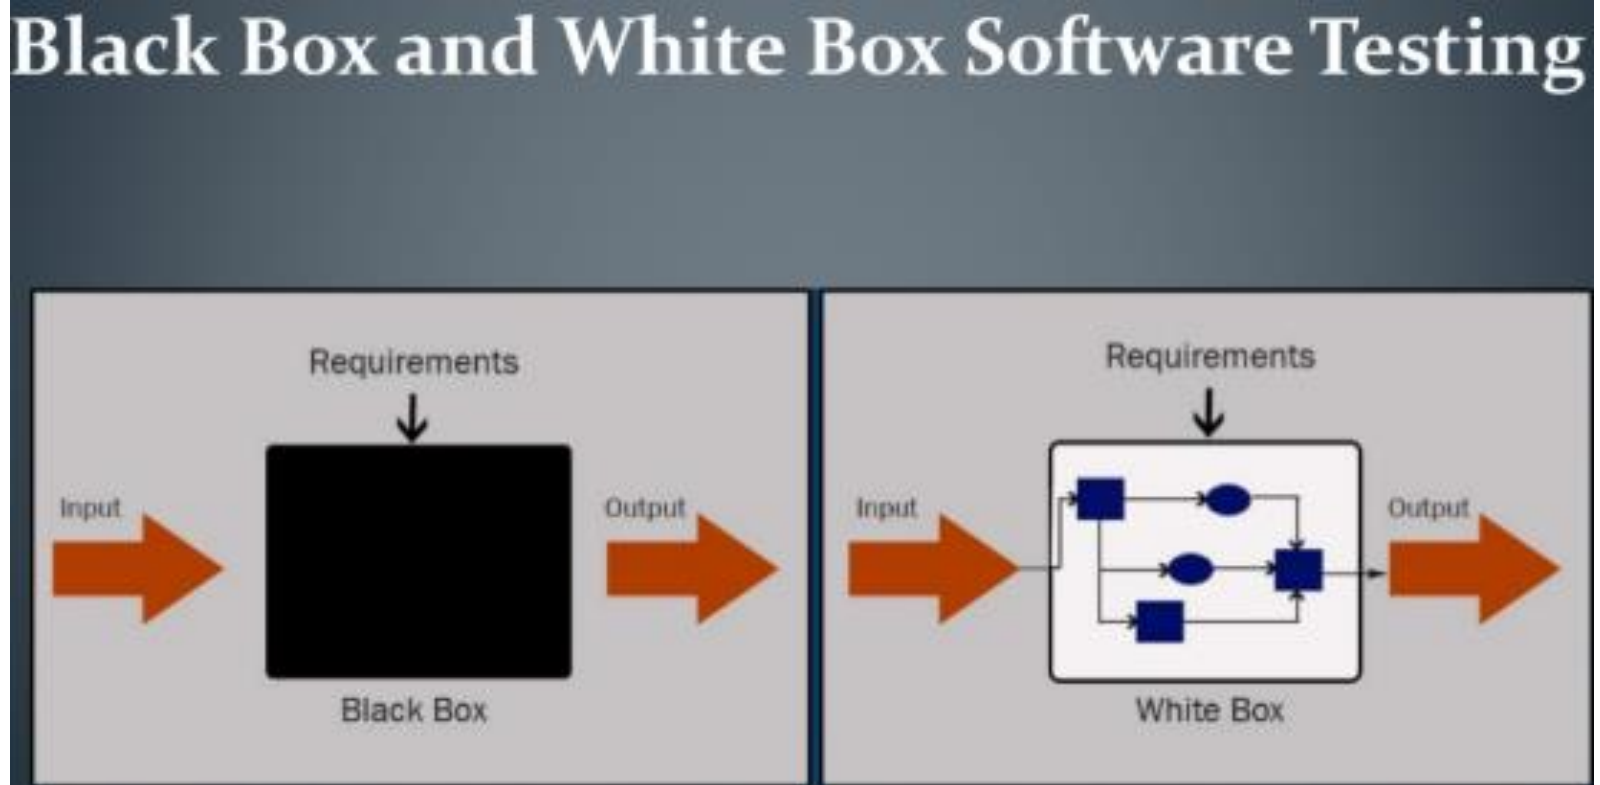 Black Box and White Box Software Testing
Requirements
Input
Output
Black Box
Requirements
Input
Output
White Box